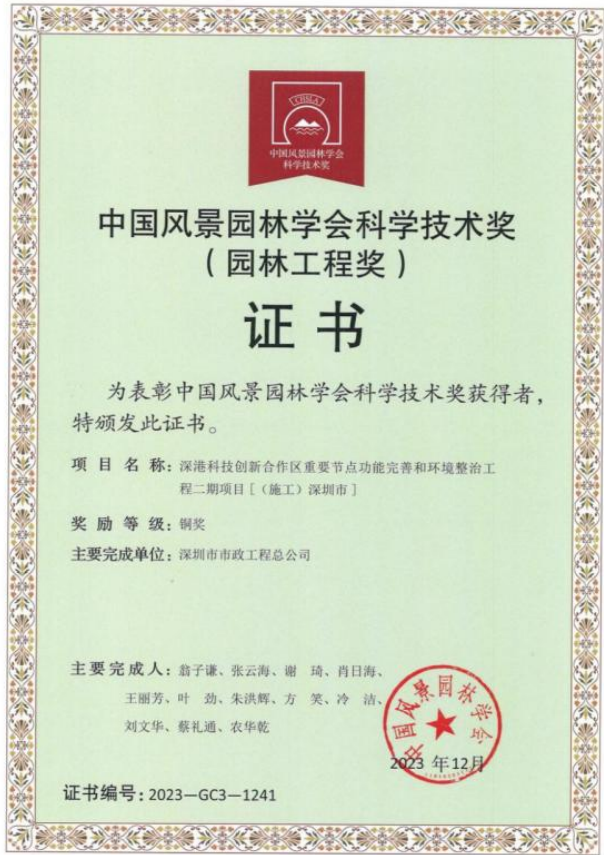 CHSLA
中国风景园林学会
科学技术奖
中国风景园林学会科学技术奖
（园林工程奖）
证书
为表彰中国风景园林学会科学技术奖获得者，
特颁发此证书。
项目名称：深港科技创新合作区重要节点功能完善和环境整治工
程二期项目［（施工）深圳市］
奖励等级：铜奖
主要完成单位：深圳市市政工程总公司
主要完成人：翁子谦、张云海、谢 琦、肖日海、
王丽芳、叶 劲、朱洪辉、方 笑、冷 洁、
刘文华、蔡礼通、农华乾
中国风景园林学会
2023 年12月
证书编号：2023—GC3—1241